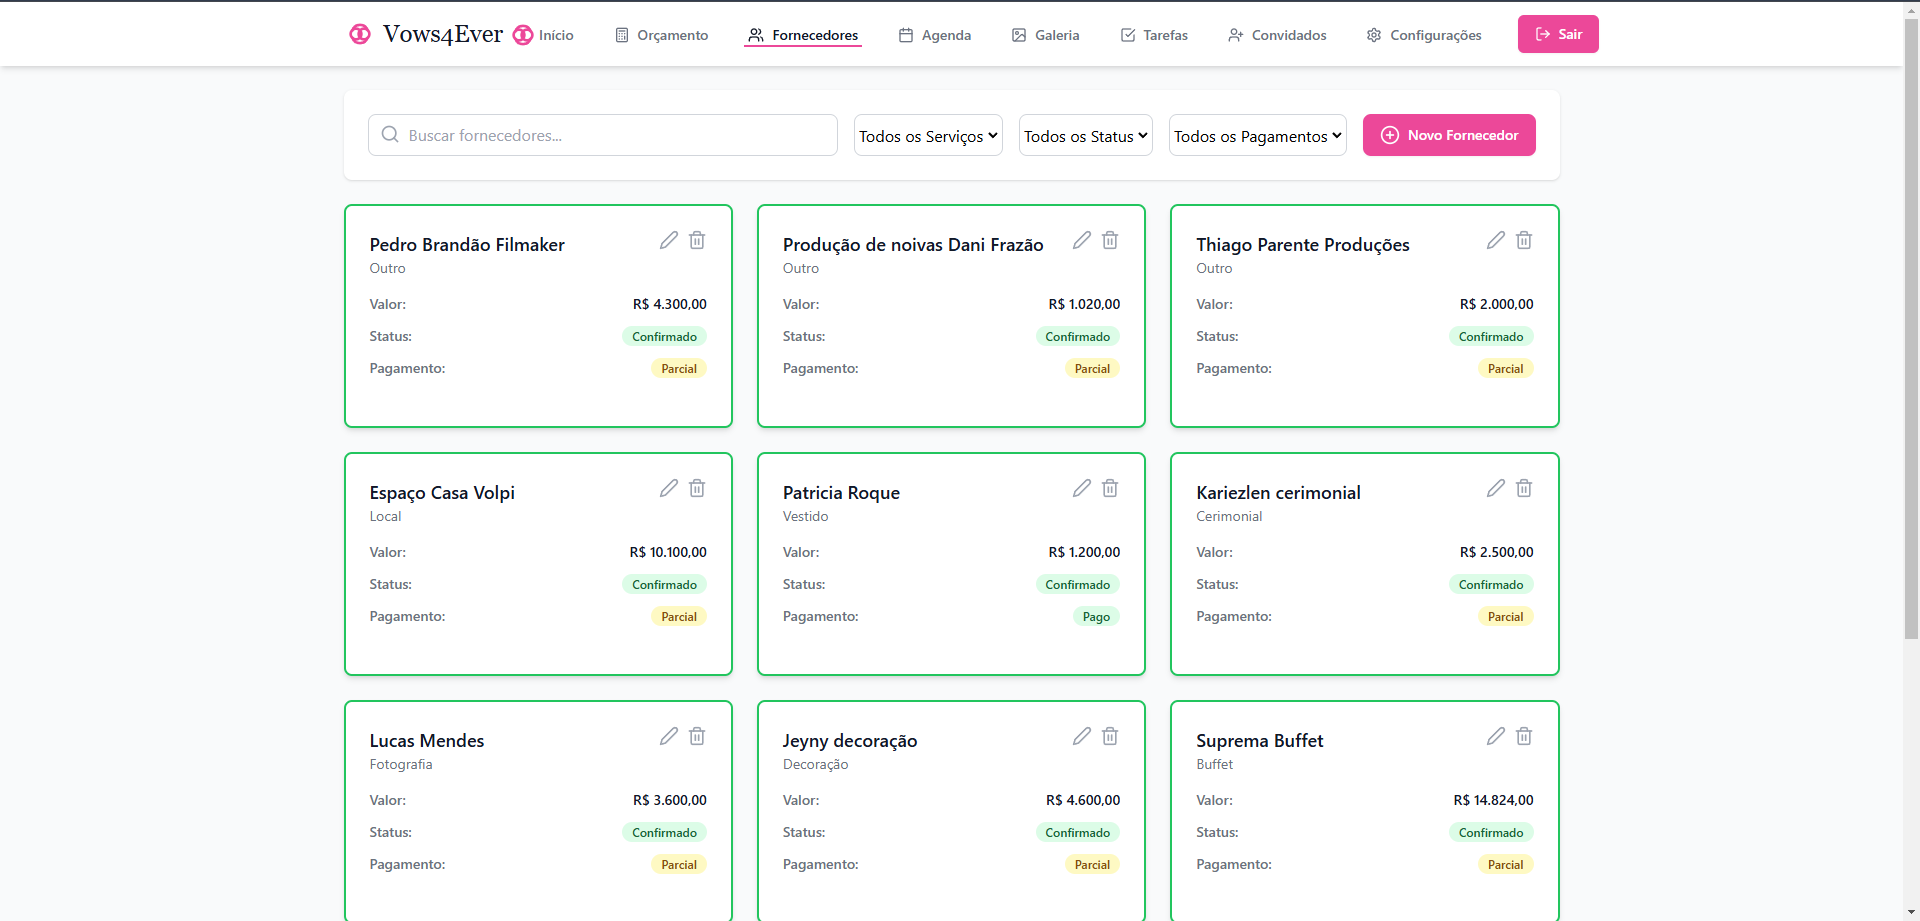 Vows4Ever Início Orçamento Fornecedores Agenda Galeria Tarefas Convidados Configurações Sair
Buscar fornecedores... Todos os Serviços Todos os Status Todos os Pagamentos Novo Fornecedor
Pedro Brandão Filmaker
Outro
Valor: R$ 4.300,00
Status: Confirmado
Pagamento: Parcial
Produção de noivas Dani Frazão
Outro
Valor: R$ 1.020,00
Status: Confirmado
Pagamento: Parcial
Thiago Parente Produções
Outro
Valor: R$ 2.000,00
Status: Confirmado
Pagamento: Parcial
Espaço Casa Volpi
Local
Valor: R$ 10.100,00
Status: Confirmado
Pagamento: Parcial
Patricia Roque
Vestido
Valor: R$ 1.200,00
Status: Confirmado
Pagamento: Pago
Kariezlen cerimonial
Cerimonial
Valor: R$ 2.500,00
Status: Confirmado
Pagamento: Parcial
Lucas Mendes
Fotografia
Valor: R$ 3.600,00
Status: Confirmado
Pagamento: Parcial
Jeyny decoração
Decoração
Valor: R$ 4.600,00
Status: Confirmado
Pagamento: Parcial
Suprema Buffet
Buffet
Valor: R$ 14.824,00
Status: Confirmado
Pagamento: Parcial